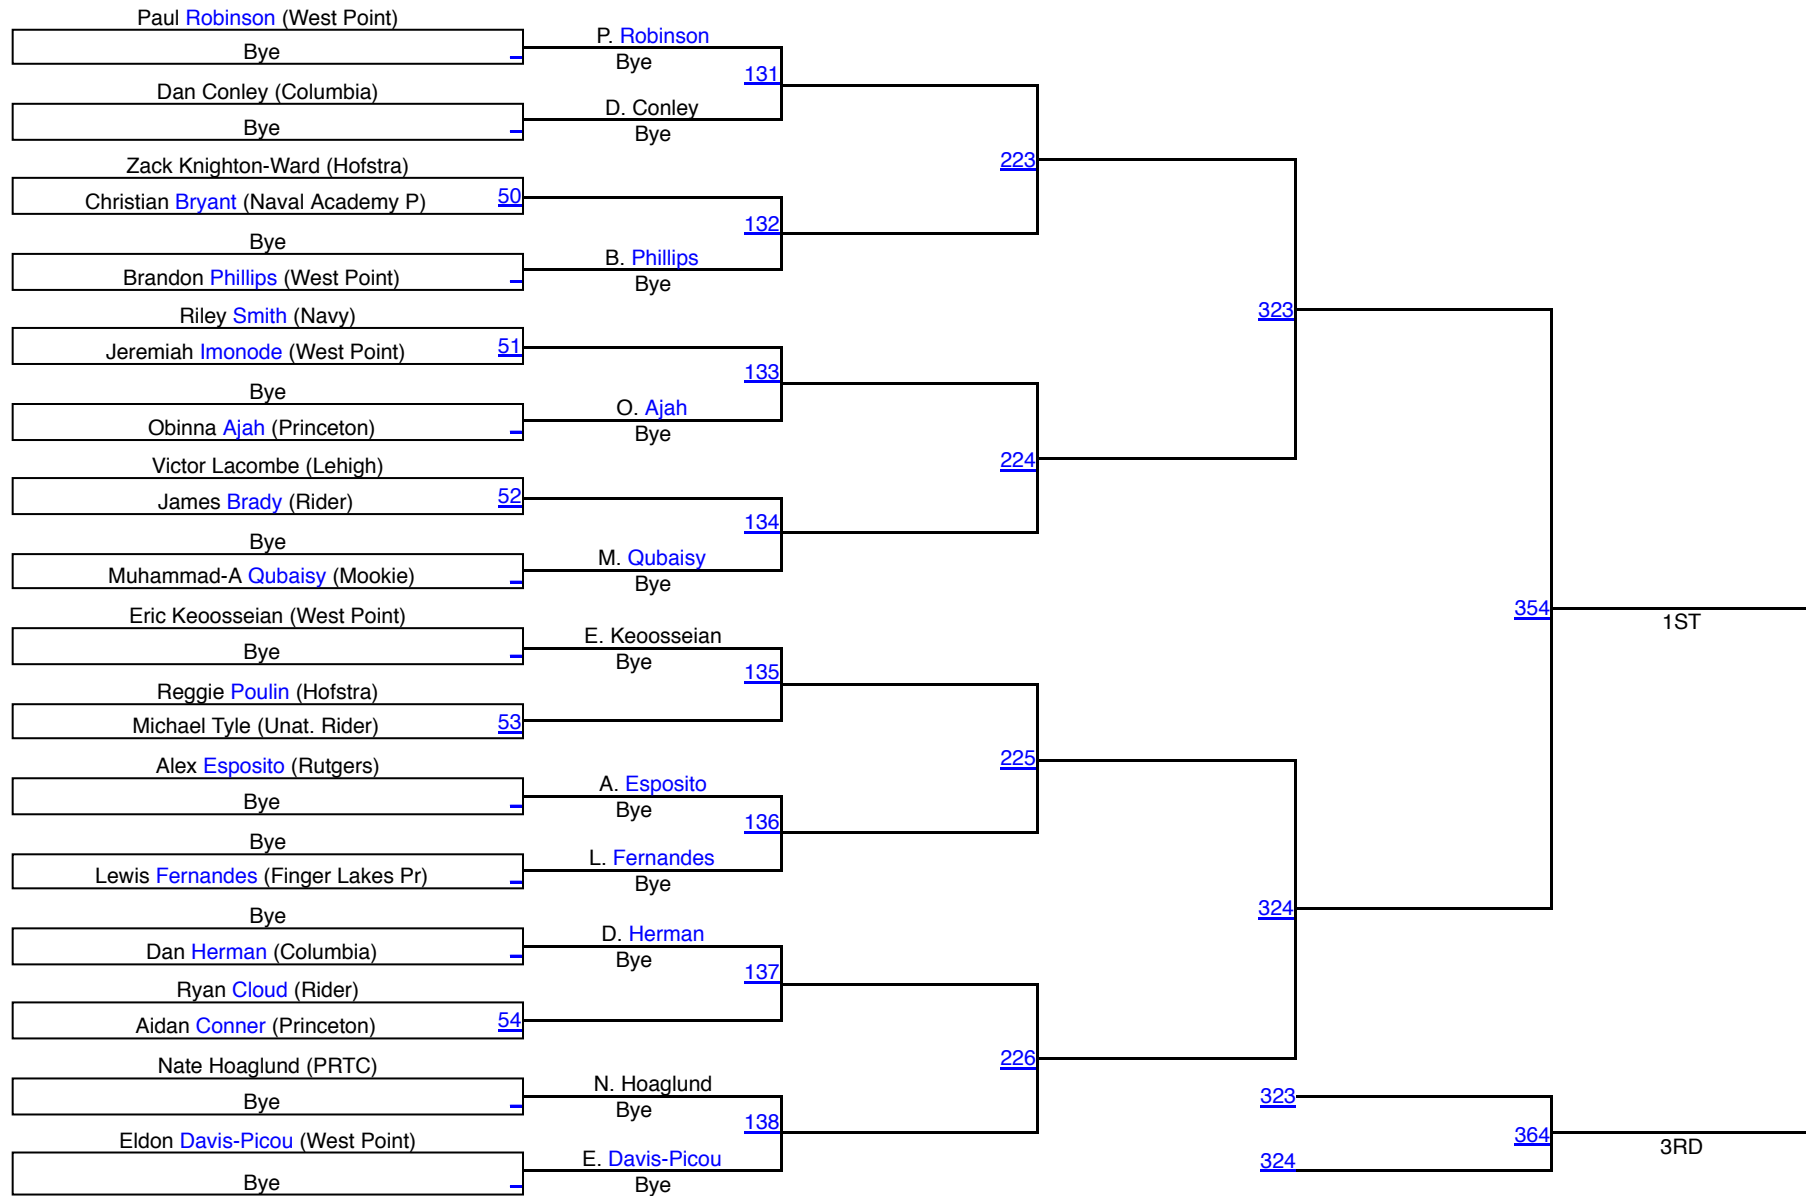 Paul Robinson (West Point)
Bye
Dan Conley (Columbia)
Bye
Zack Knighton-Ward (Hofstra)
Christian Bryant (Naval Academy P)
50
Bye
Brandon Phillips (West Point)
Riley Smith (Navy)
Jeremiah Imonode (West Point)
51
Bye
Obinna Ajah (Princeton)
Victor Lacombe (Lehigh)
James Brady (Rider)
52
Bye
Muhammad-A Qubaisy (Mookie)
Eric Keoosseian (West Point)
Bye
Reggie Poulin (Hofstra)
Michael Tyle (Unat. Rider)
53
Alex Esposito (Rutgers)
Bye
Bye
Lewis Fernandes (Finger Lakes Pr)
Bye
Dan Herman (Columbia)
Ryan Cloud (Rider)
Aidan Conner (Princeton)
54
Nate Hoaglund (PRTC)
Bye
Eldon Davis-Picou (West Point)
Bye
P. Robinson
Bye
131
D. Conley
Bye
132
B. Phillips
Bye
133
O. Ajah
Bye
134
M. Qubaisy
Bye
E. Keoosseian
Bye
135
A. Esposito
Bye
136
L. Fernandes
Bye
D. Herman
Bye
137
N. Hoaglund
Bye
138
E. Davis-Picou
Bye
223
224
225
226
323
324
323
324
354
364
1ST
3RD